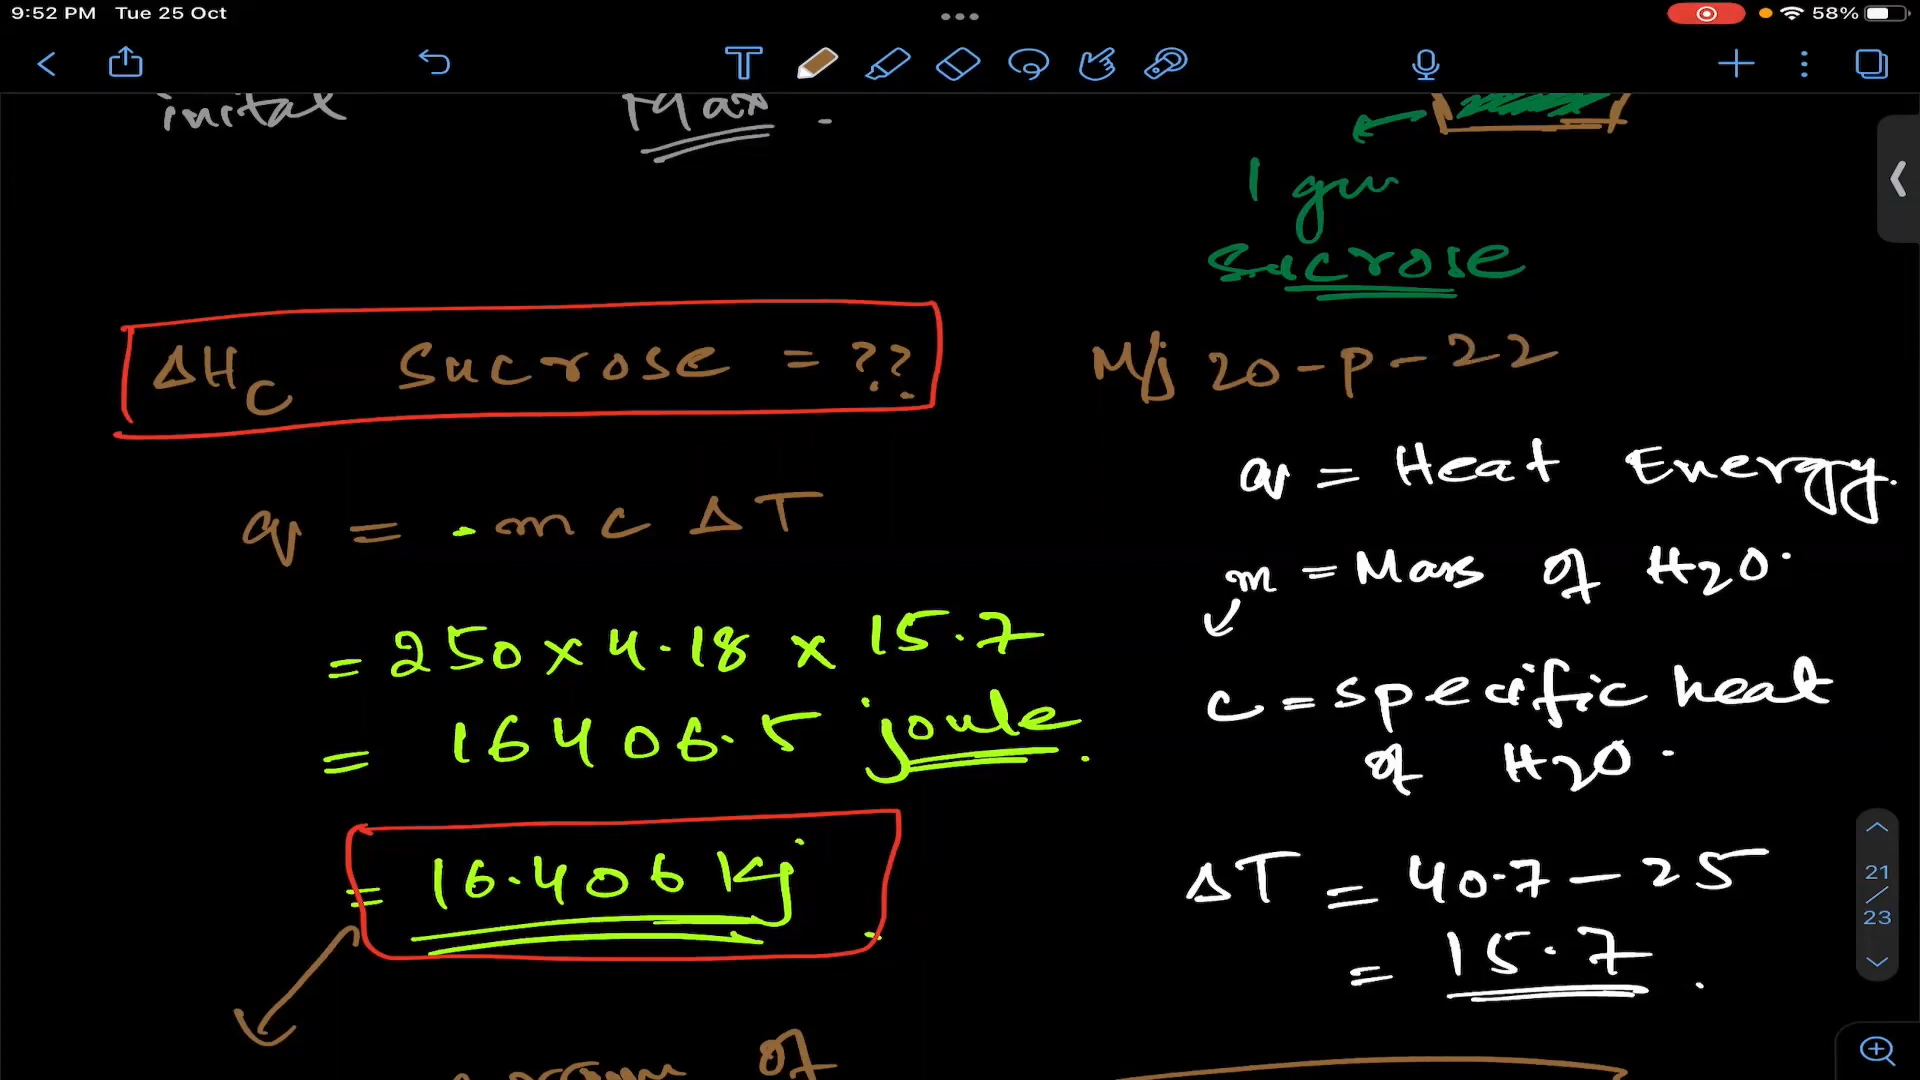 9:52 PM Tue 25 Oct
58%
inital
Max.
1 gm
Sucrose
ΔHc Sucrose = ??
M/j 20-P-22
q = Heat Energy.
q = mcΔT
m = Mass of H2O.
= 250 x 4.18 x 15.7
c = specific heat
= 16406.5 joule.
of H2O.
= 16.406 kj
ΔT = 40.7 - 25
= 15.7.
21
/
23
of